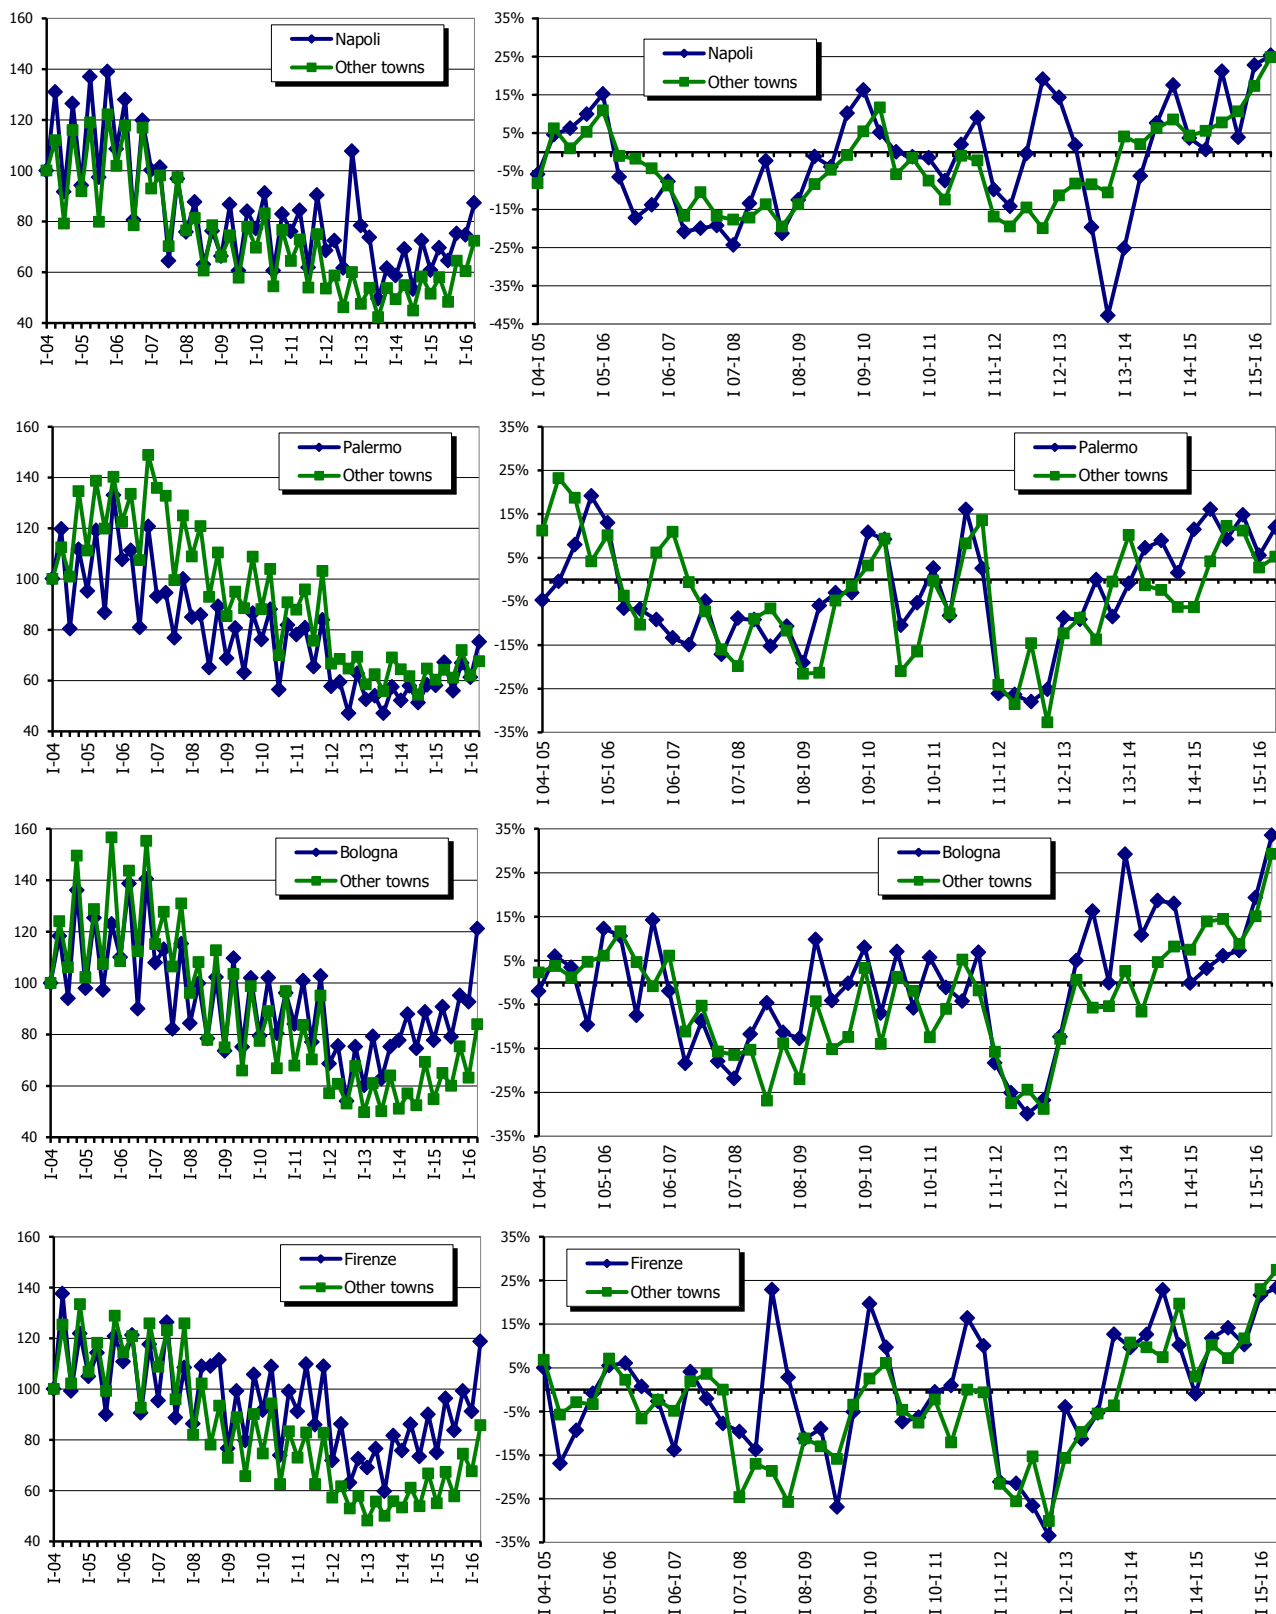 160
140
120
100
80
60
40
Napoli
Other towns
I-04
I-05
I-06
I-07
I-08
I-09
I-10
I-11
I-12
I-13
I-14
I-15
I-16
35%
25%
15%
5%
-5%
-15%
-25%
-35%
-45%
Napoli
Other towns
I 04-I 05
I 05-I 06
I 06-I 07
I 07-I 08
I 08-I 09
I 09-I 10
I 10-I 11
I 11-I 12
I 12-I 13
I 13-I 14
I 14-I 15
I 15-I 16
160
140
120
100
80
60
40
Palermo
Other towns
I-04
I-05
I-06
I-07
I-08
I-09
I-10
I-11
I-12
I-13
I-14
I-15
I-16
35%
25%
15%
5%
-5%
-15%
-25%
-35%
Palermo
Other towns
I 04-I 05
I 05-I 06
I 06-I 07
I 07-I 08
I 08-I 09
I 09-I 10
I 10-I 11
I 11-I 12
I 12-I 13
I 13-I 14
I 14-I 15
I 15-I 16
160
140
120
100
80
60
40
Bologna
Other towns
I-04
I-05
I-06
I-07
I-08
I-09
I-10
I-11
I-12
I-13
I-14
I-15
I-16
35%
25%
15%
5%
-5%
-15%
-25%
-35%
Bologna
Other towns
I 04-I 05
I 05-I 06
I 06-I 07
I 07-I 08
I 08-I 09
I 09-I 10
I 10-I 11
I 11-I 12
I 12-I 13
I 13-I 14
I 14-I 15
I 15-I 16
160
140
120
100
80
60
40
Firenze
Other towns
I-04
I-05
I-06
I-07
I-08
I-09
I-10
I-11
I-12
I-13
I-14
I-15
I-16
35%
25%
15%
5%
-5%
-15%
-25%
-35%
Firenze
Other towns
I 04-I 05
I 05-I 06
I 06-I 07
I 07-I 08
I 08-I 09
I 09-I 10
I 10-I 11
I 11-I 12
I 12-I 13
I 13-I 14
I 14-I 15
I 15-I 16